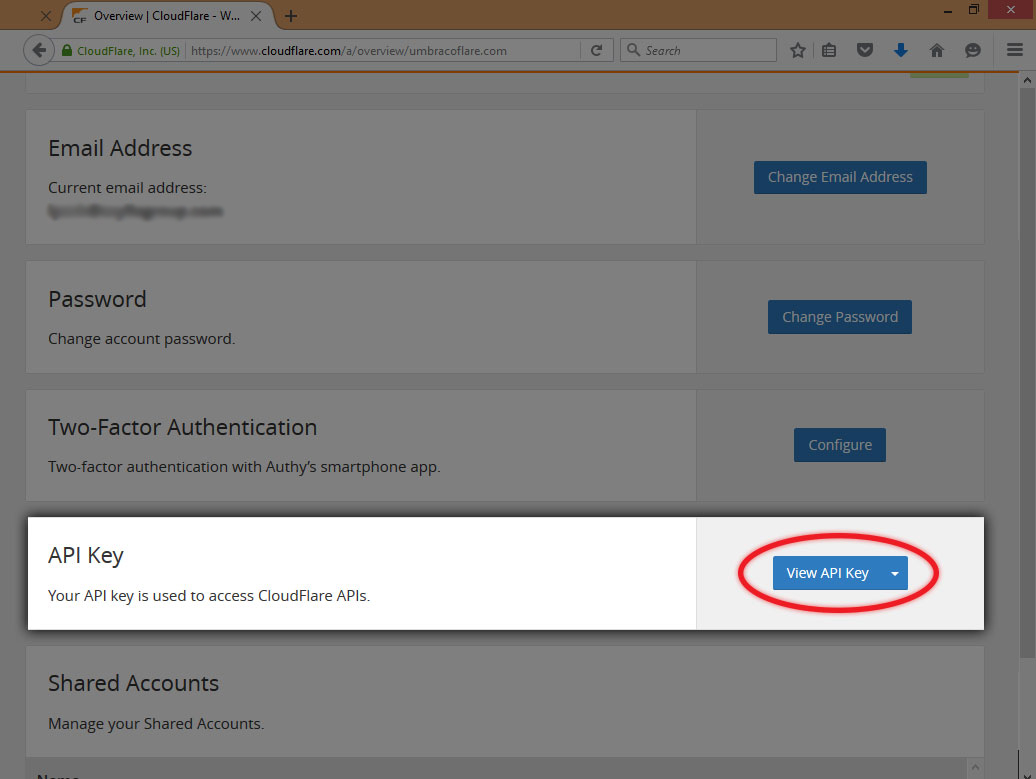 Overview | CloudFlare - W...
CloudFlare, Inc. (US) https://www.cloudflare.com/a/overview/umbracoflare.com Search
Email Address
Current email address:
Change Email Address
Password
Change account password.
Change Password
Two-Factor Authentication
Two-factor authentication with Authy's smartphone app.
Configure
API Key
Your API key is used to access CloudFlare APIs.
View API Key
Shared Accounts
Manage your Shared Accounts.
Name